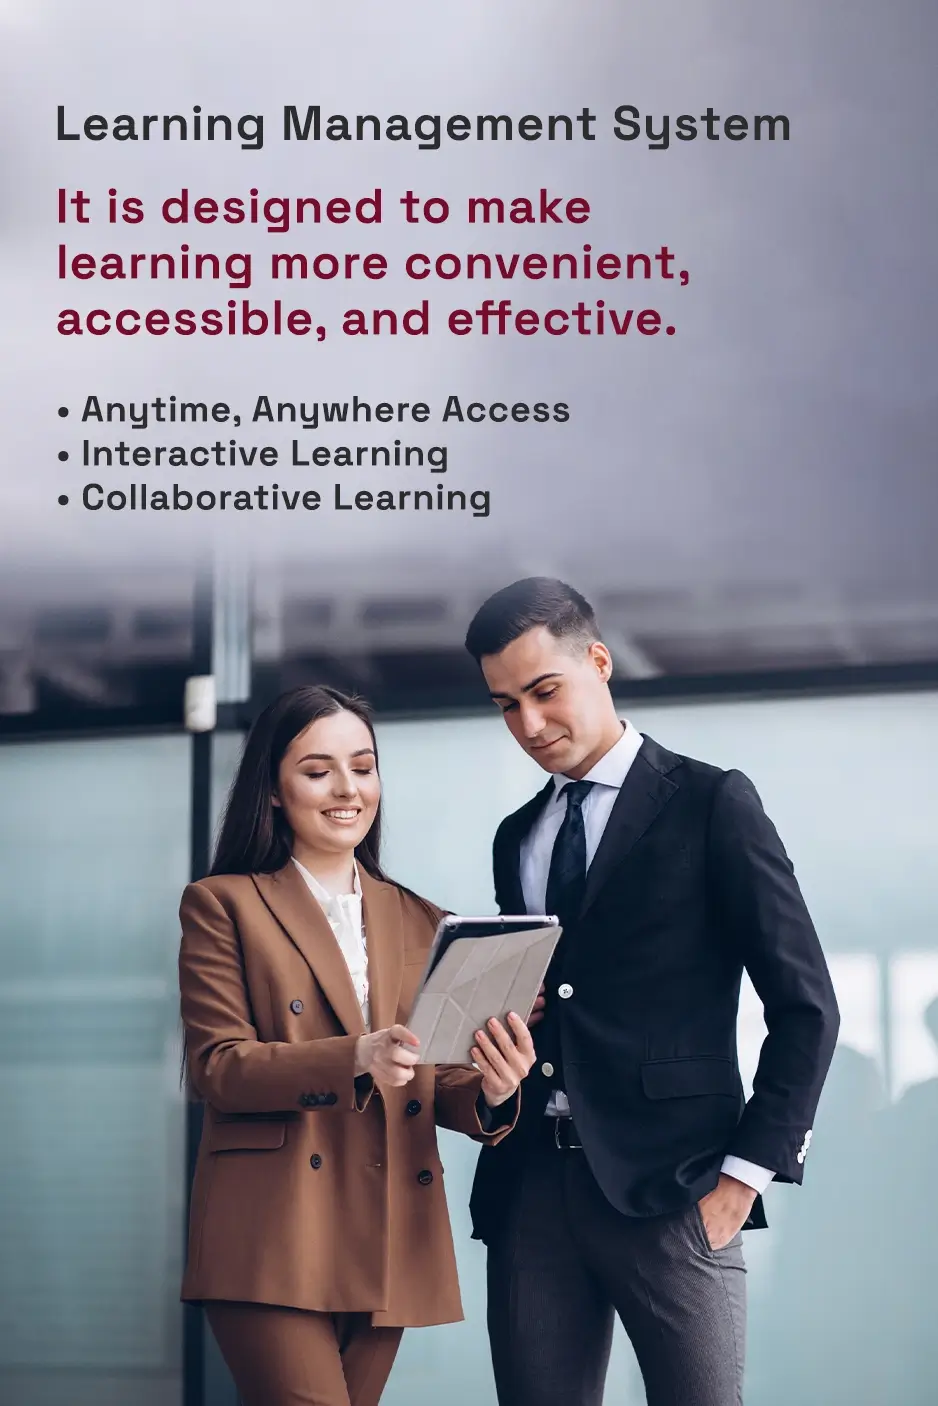 Learning Management System
It is designed to make
learning more convenient,
accessible, and effective.
• Anytime, Anywhere Access
• Interactive Learning
• Collaborative Learning